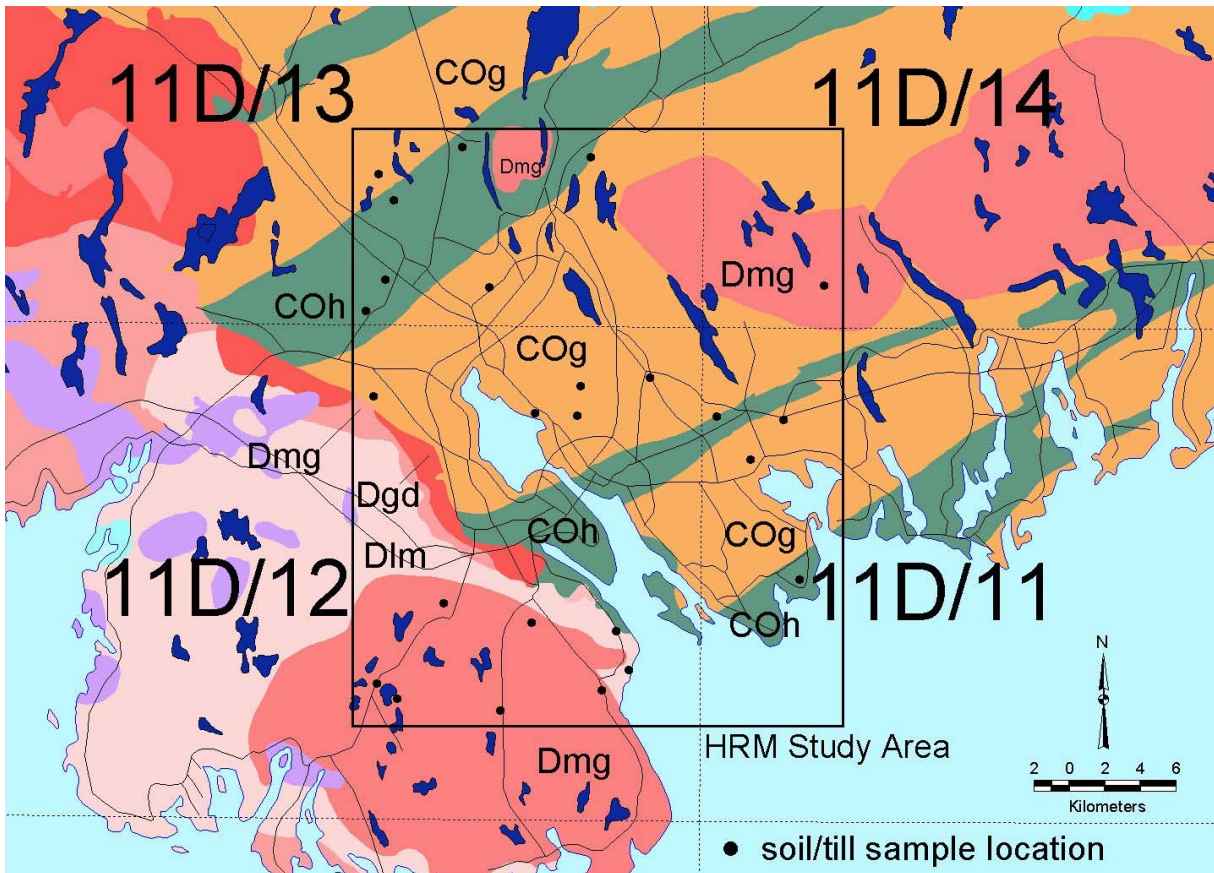 COg
11D/13
11D/14
Dmg
Dmg
COh
COg
Dmg
Dgd
COh
COg
Dlm
11D/12
11D/11
COh
N
HRM Study Area
Dmg
2 0 2 4 6
Kilometers
soil/till sample location